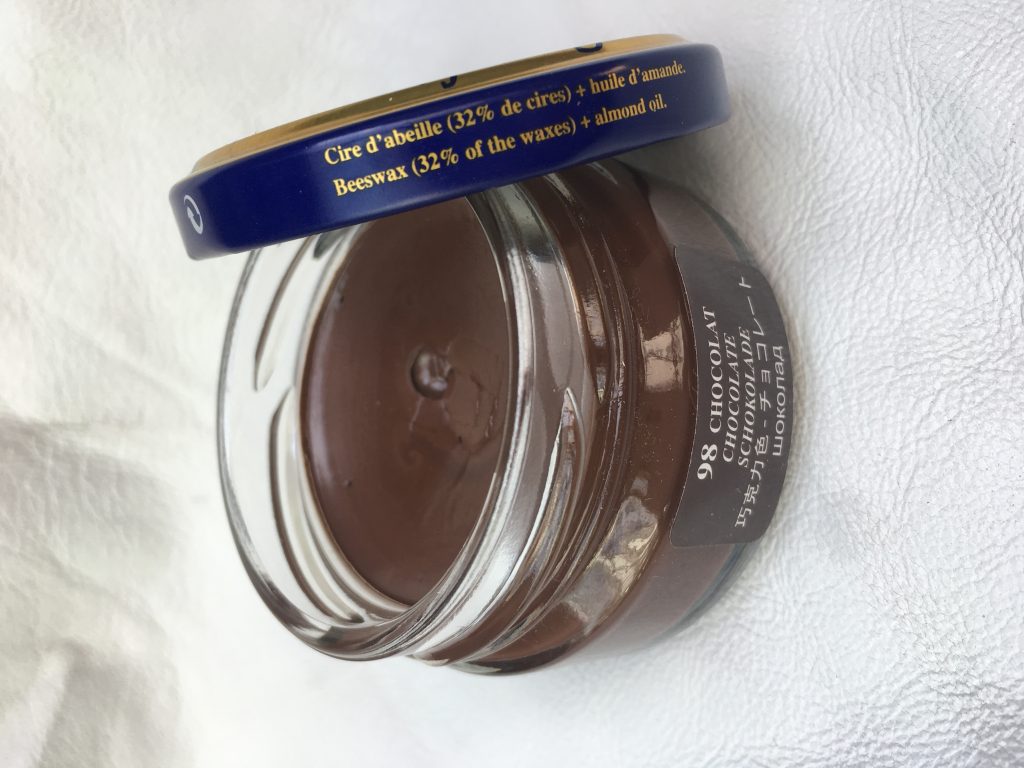 Cire d'abeille (32% de cires) + huile d'amande.
Beeswax (32% of the waxes) + almond oil.
98 CHOCOLAT
CHOCOLATE
SCHOKOLADE
巧克力色 - チョコレート
шоколад